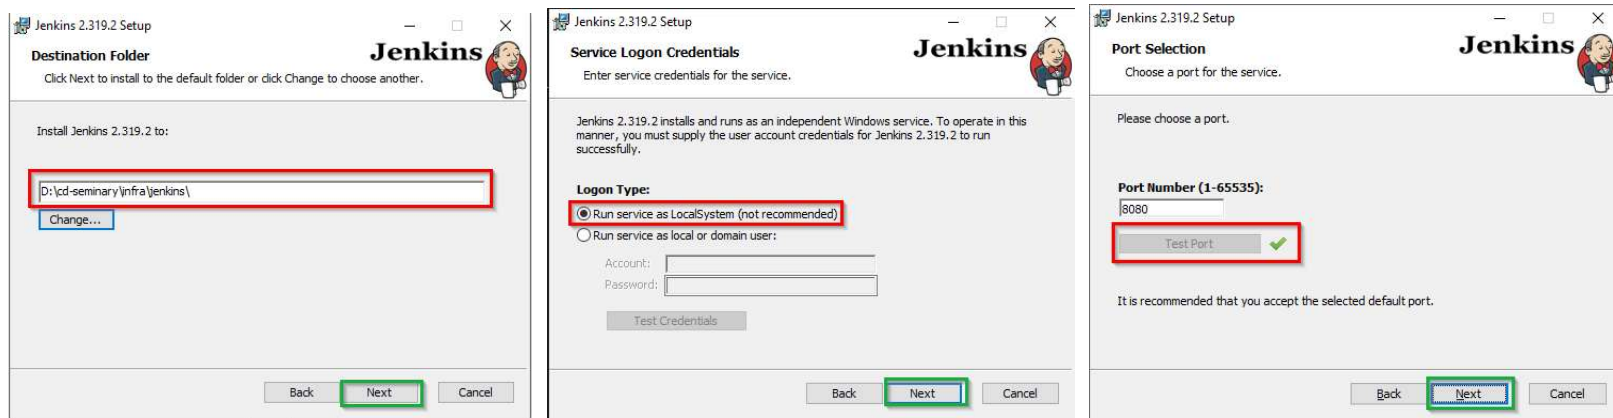 Jenkins 2.319.2 Setup
Destination Folder
Jenkins
Click Next to install to the default folder or click Change to choose another.
Install Jenkins 2.319.2 to:
D:\cd-seminary\infra\jenkins\
Change...
Back Next Cancel
Jenkins 2.319.2 Setup
Service Logon Credentials
Jenkins
Enter service credentials for the service.
Jenkins 2.319.2 installs and runs as an independent Windows service. To operate in this
manner, you must supply the user account credentials for Jenkins 2.319.2 to run
successfully.
Logon Type:
Run service as LocalSystem (not recommended)
Run service as local or domain user:
Account:
Password:
Test Credentials
Back Next Cancel
Jenkins 2.319.2 Setup
Port Selection
Jenkins
Choose a port for the service.
Please choose a port.
Port Number (1-65535):
8080
Test Port
It is recommended that you accept the selected default port.
Back Next Cancel